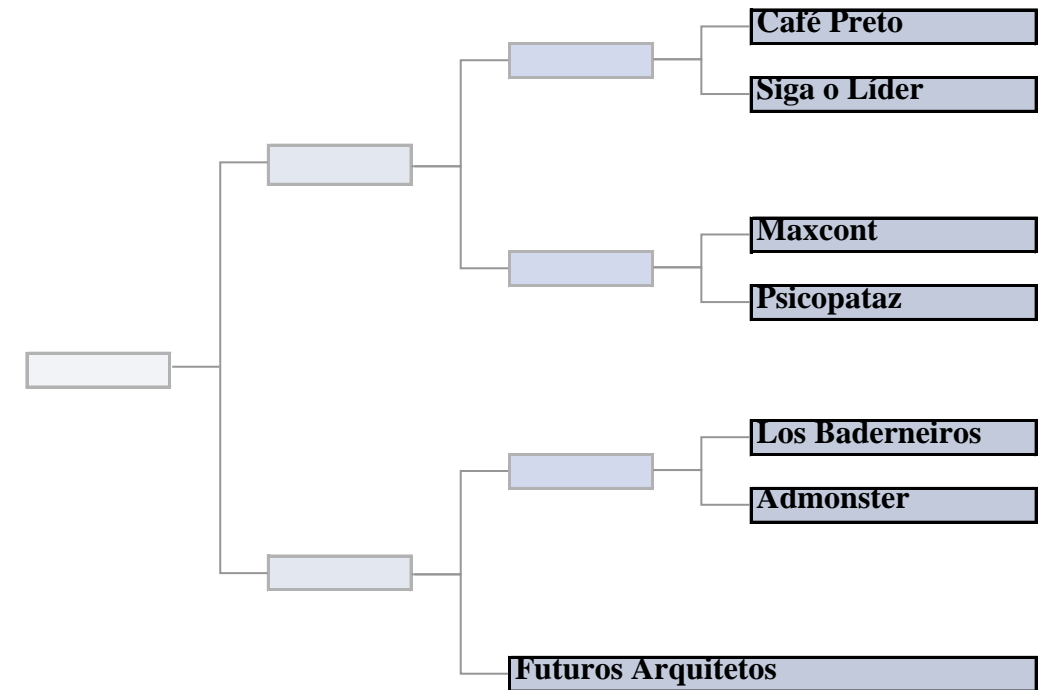 Café Preto
Siga o Líder
Maxcont
Psicopataz
Los Baderneiros
Admonster
Futuros Arquitetos